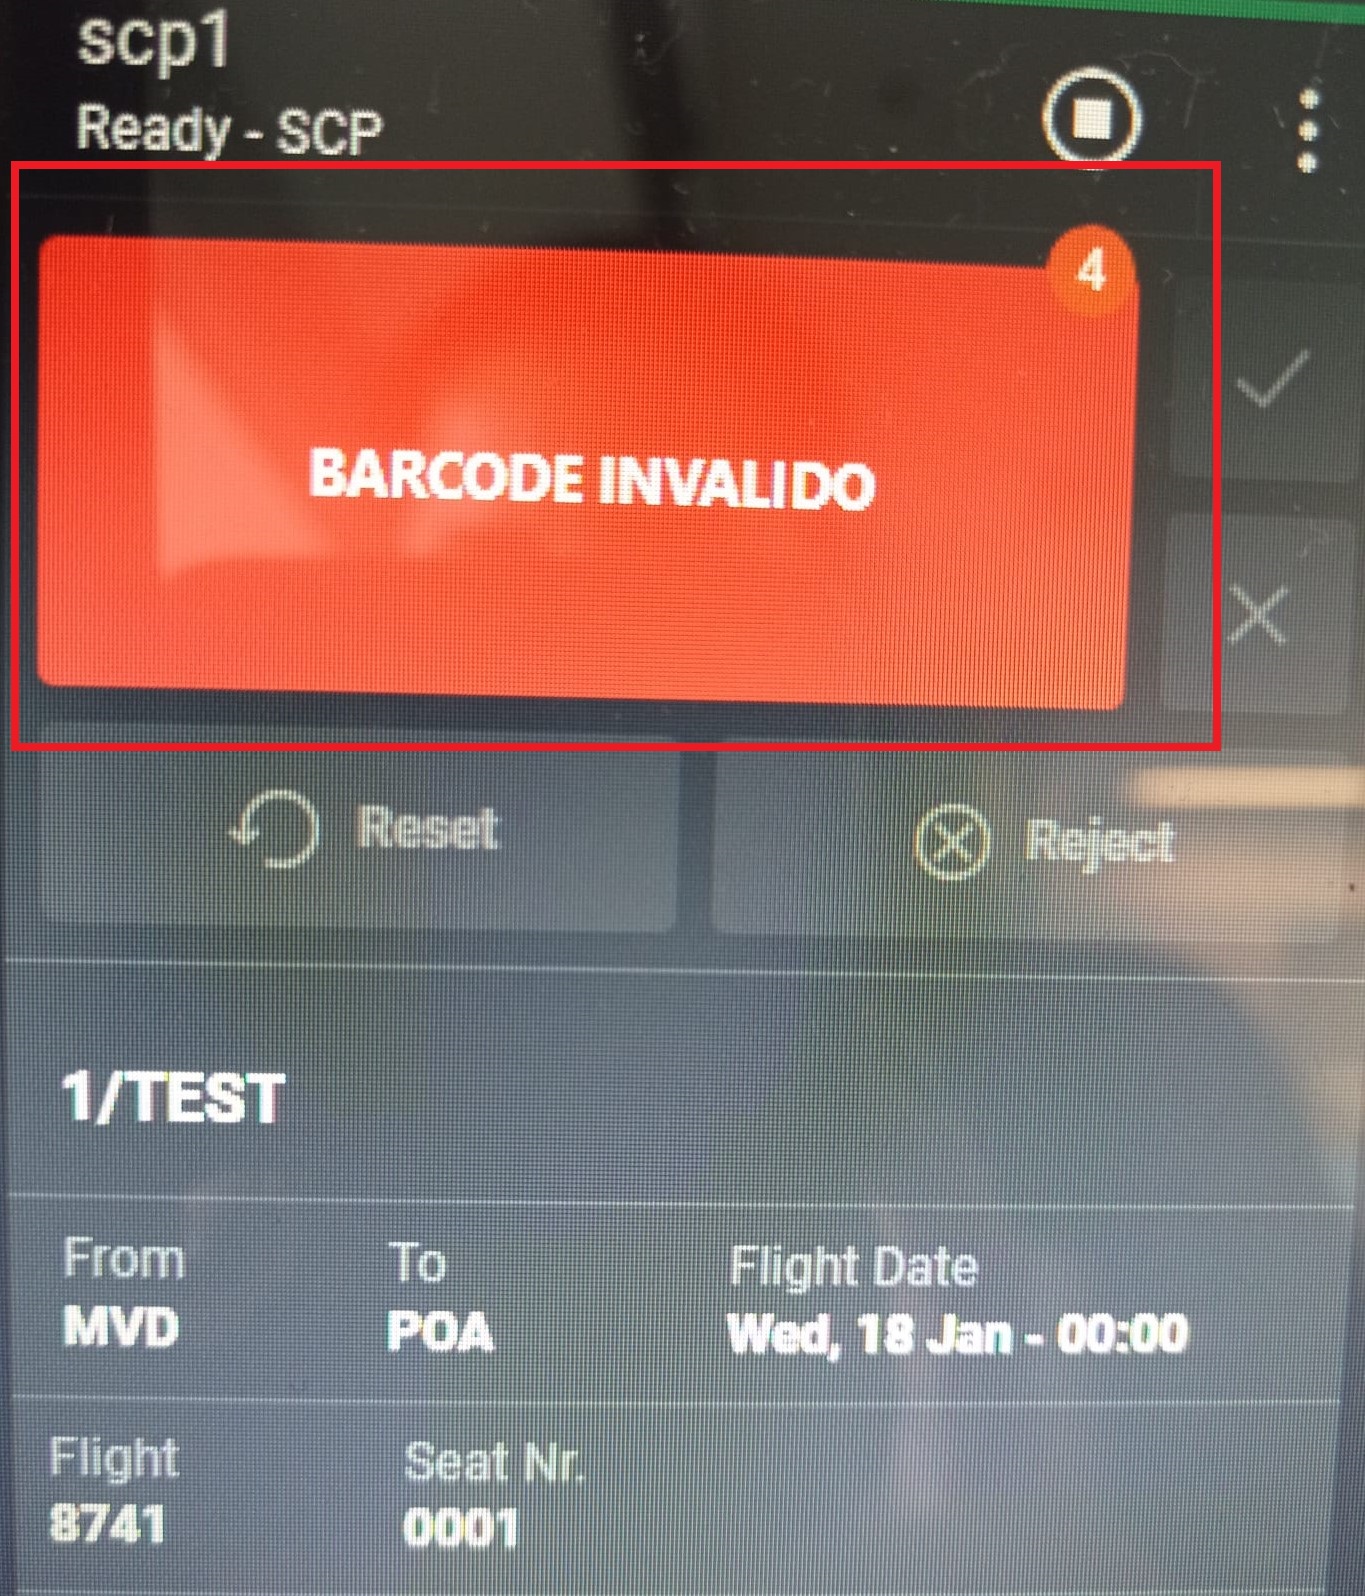 scp1
Ready - SCP
4
BARCODE INVALIDO
Reset Reject
1/TEST
From To Flight Date
MVD POA Wed, 18 Jan - 00:00
Flight Seat Nr.
8741 0001